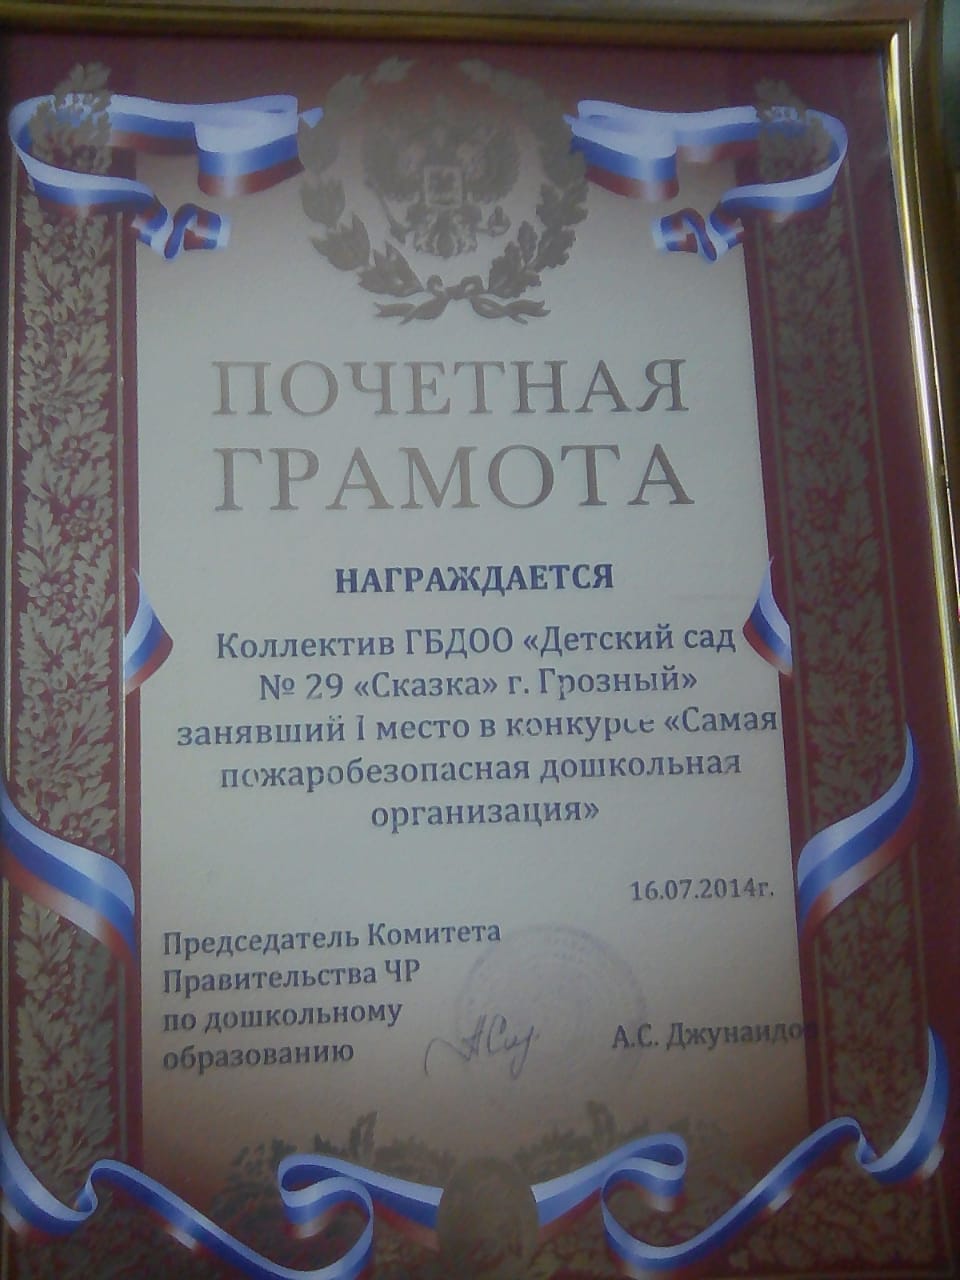 ПОЧЕТНАЯ
ГРАМОТА
НАГРАЖДАЕТСЯ
Коллектив ГБДОО «Детский сад
№ 29 «Сказка» г. Грозный»
занявший I место в конкурсе «Самая
пожаробезопасная дошкольная
организация»
16.07.2014г.
Председатель Комитета
Правительства ЧР
по дошкольному
образованию
А.С. Джунаидов